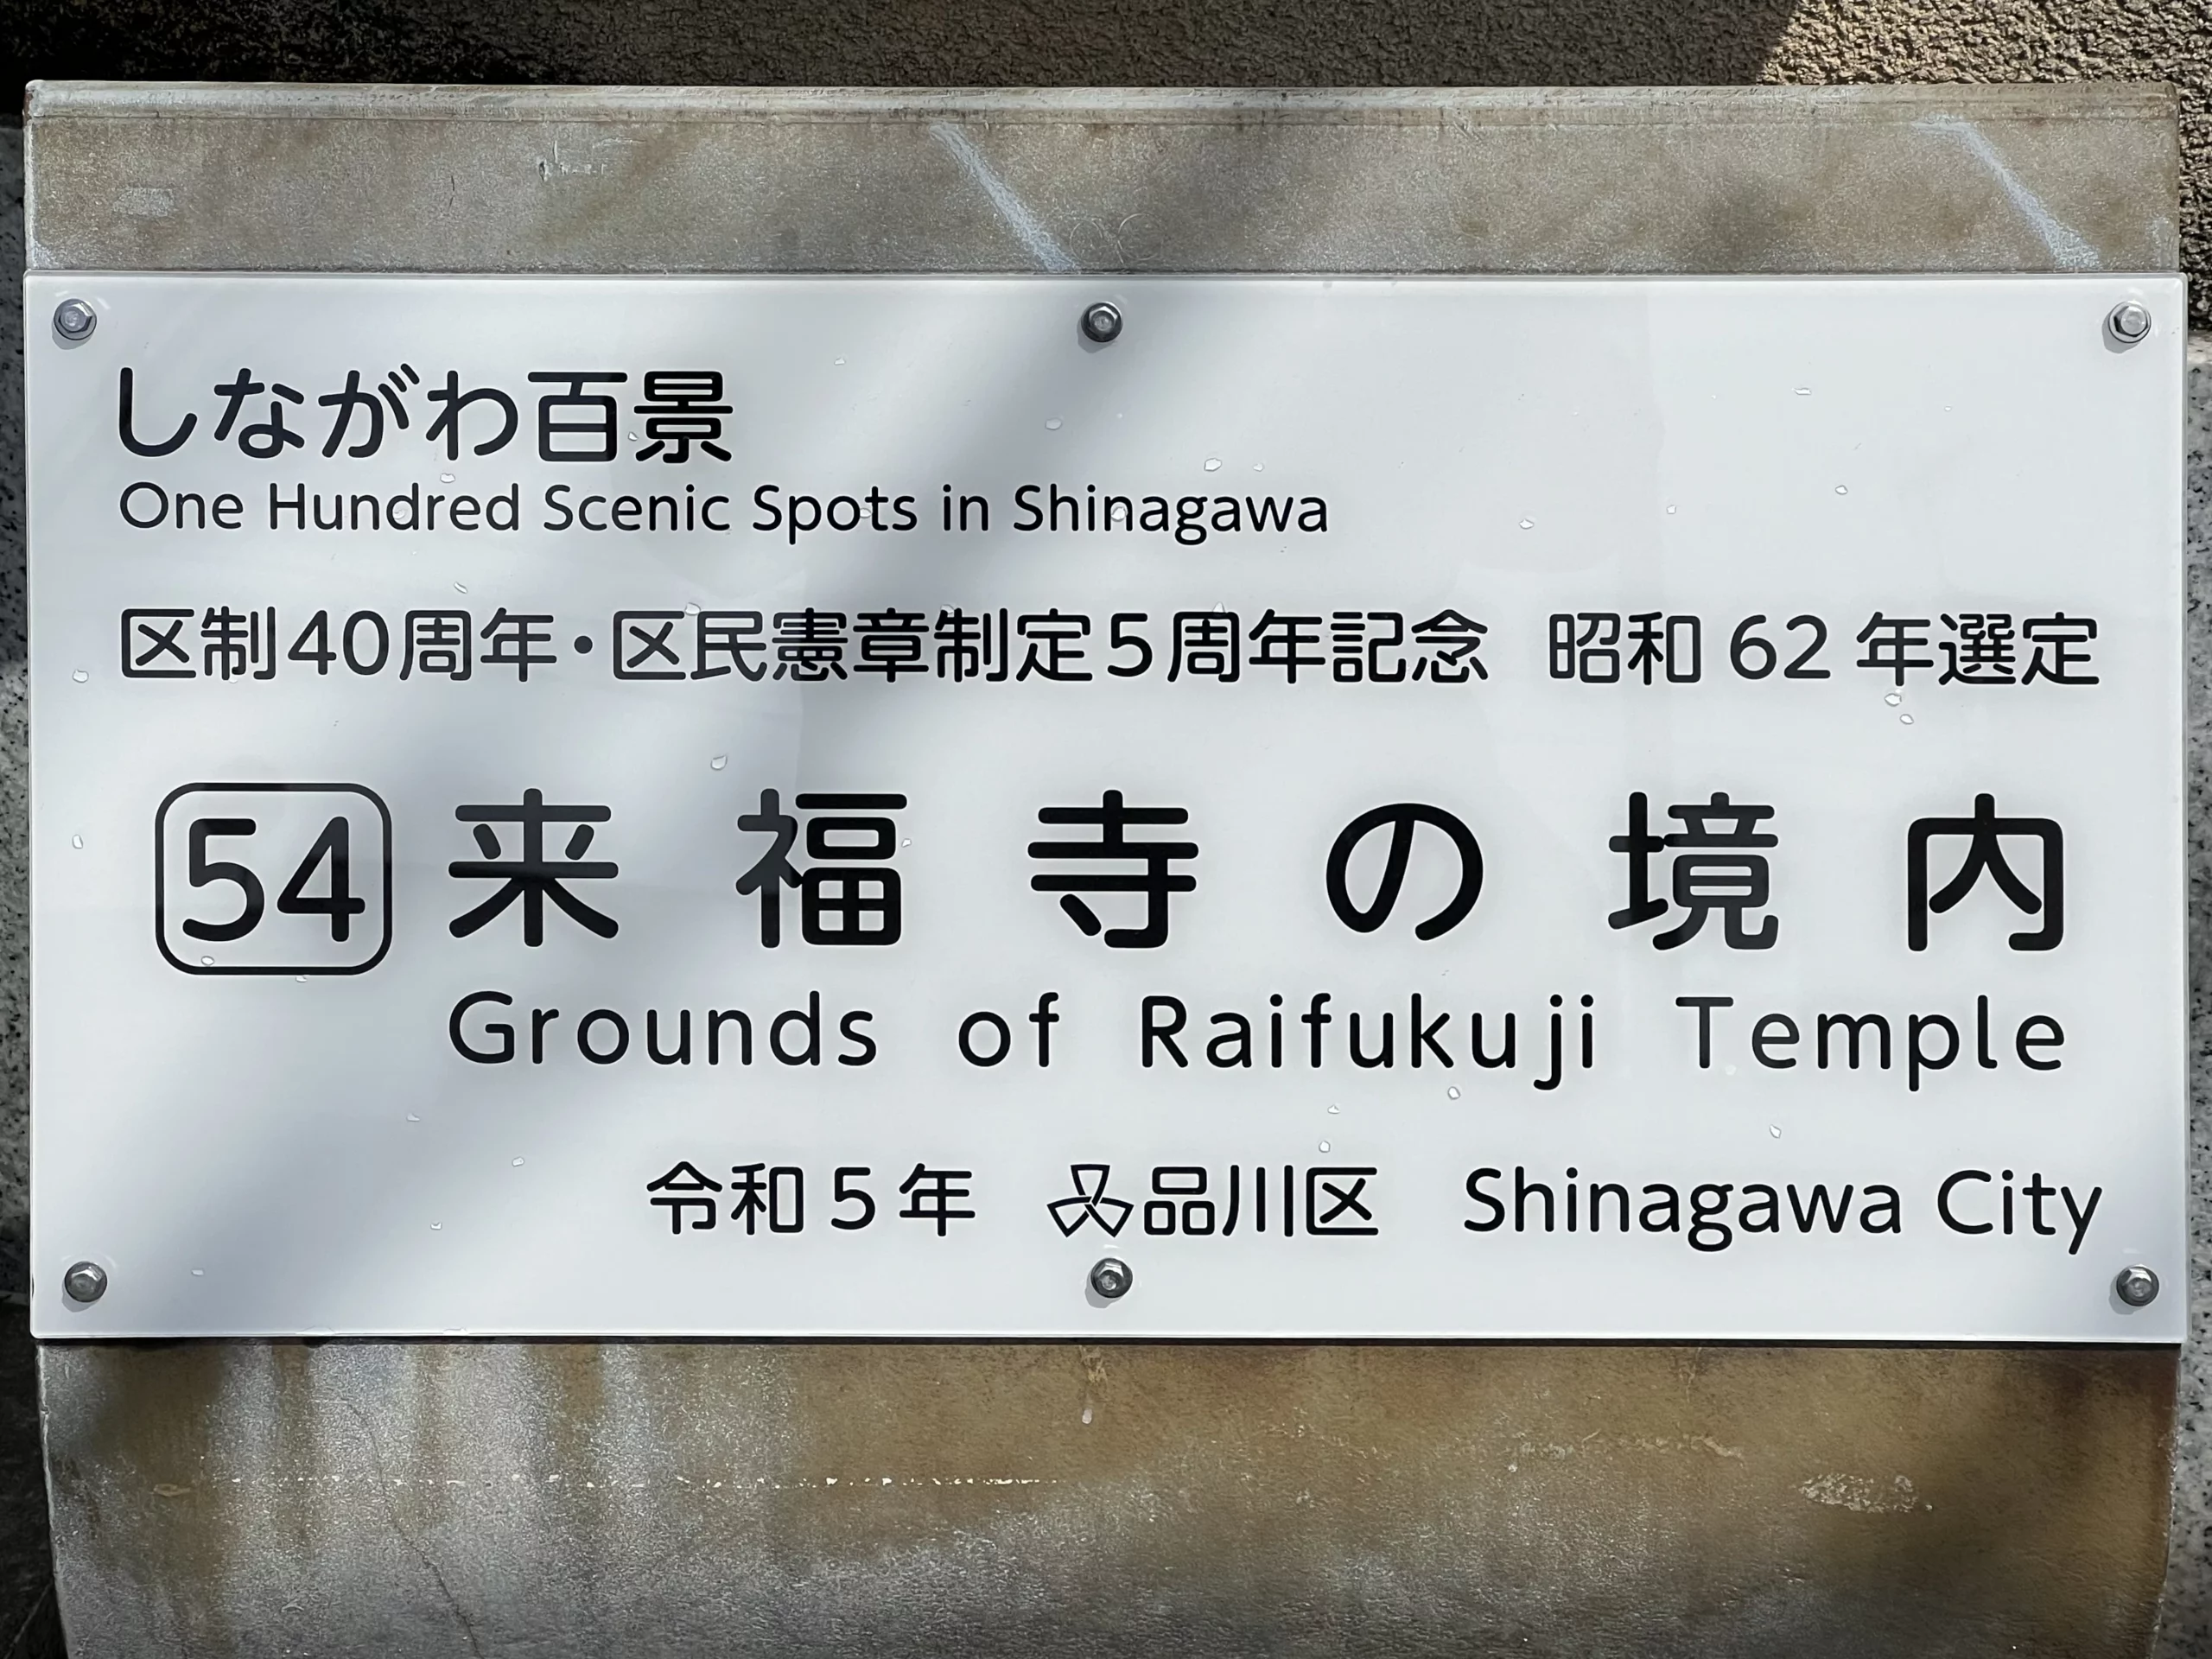 しながわ百景
One Hundred Scenic Spots in Shinagawa
区制40周年・区民憲章制定5周年記念 昭和62年選定
54 来福寺の境内
Grounds of Raifukuji Temple
令和5年 品川区 Shinagawa City